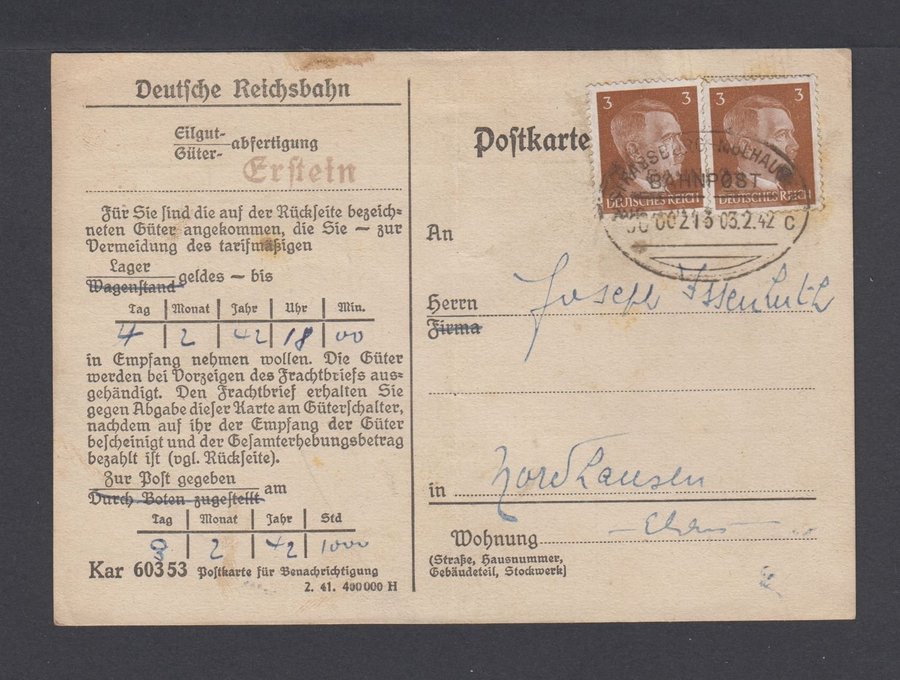 Deutsche Reichsbahn
Eilgut-
Güter-
abfertigung
Erstein
Für Sie sind die auf der Rückseite bezeich-
neten Güter angekommen, die Sie – zur
Vermeidung des tarifmäßigen
Lager
Wagenstand
geldes – bis
Tag Monat Jahr Uhr Min.
4 2 42 18 00
in Empfang nehmen wollen. Die Güter
werden bei Vorzeigen des Frachtbriefs aus-
gehändigt. Den Frachtbrief erhalten Sie
gegen Abgabe dieser Karte am Güterschalter,
nachdem auf ihr der Empfang der Güter
bescheinigt und der Gesamterhebungsbetrag
bezahlt ist (vgl. Rückseite).
Zur Post gegeben
Durch Boten zugestellt
am
Tag Monat Jahr Std
3 2 42 1000
Kar 60353 Postkarte für Benachrichtigung
2. 41. 400000 H
Postkarte
3 3 3 3
DEUTSCHES REICH DEUTSCHES REICH
BAHNPOST
03.2.42 C
An
Herrn Joseph Issenhuth
Firma
in Nordhausen
Wohnung
(Straße, Hausnummer,
Gebäudeteil, Stockwerk)